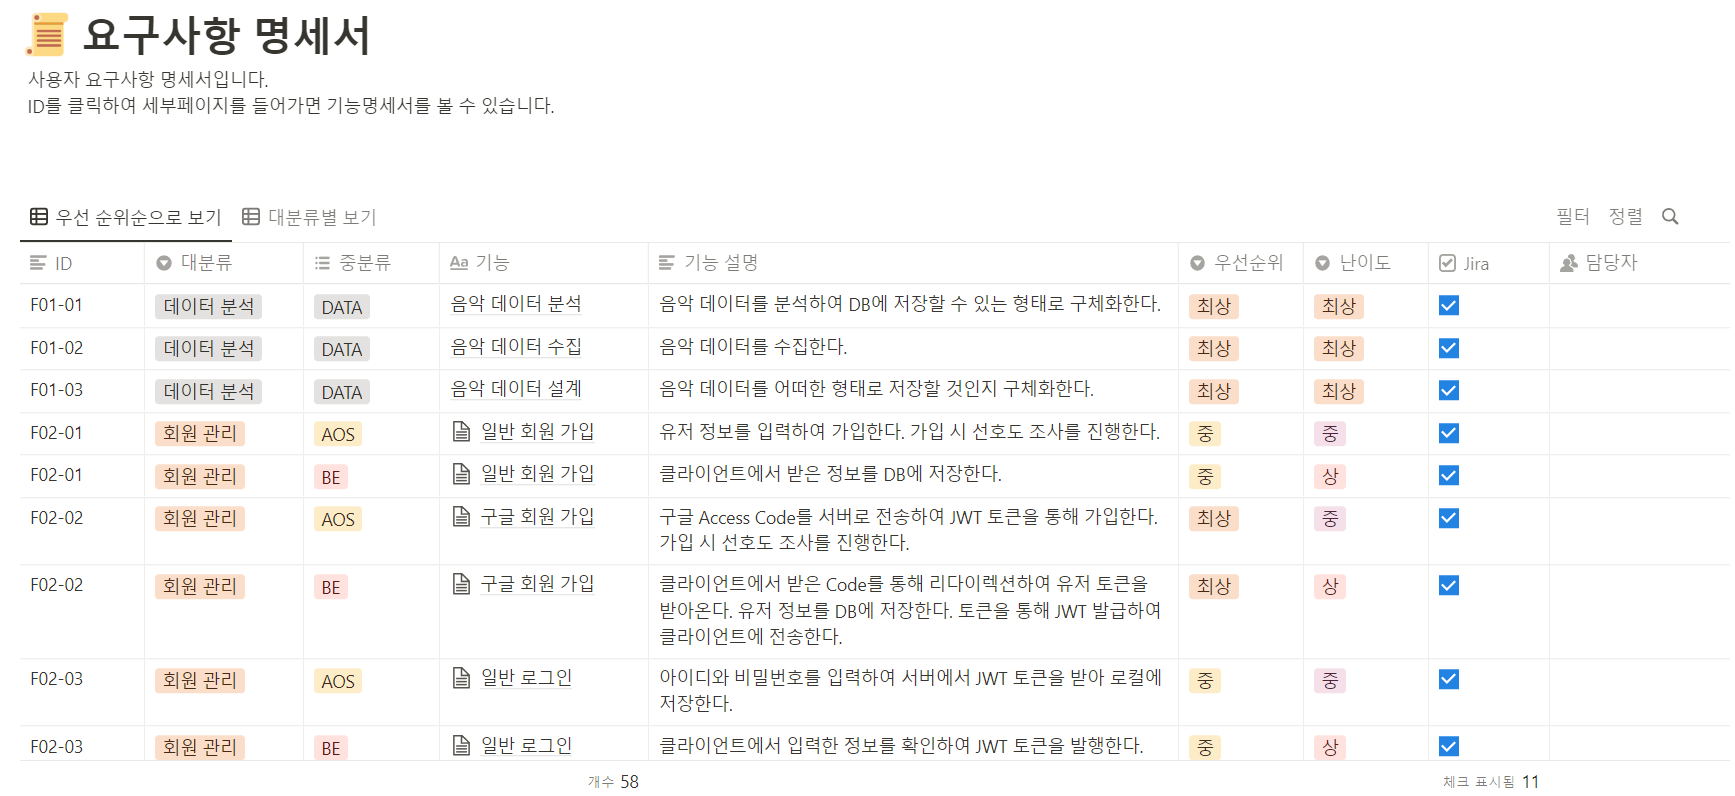 요구사항 명세서
사용자 요구사항 명세서입니다.
ID를 클릭하여 세부페이지를 들어가면 기능명세서를 볼 수 있습니다.
우선 순위순으로 보기 대분류별 보기 필터 정렬
ID 대분류 중분류 Aa 기능 기능 설명 우선순위 난이도 Jira 담당자
F01-01 데이터 분석 DATA 음악 데이터 분석 음악 데이터를 분석하여 DB에 저장할 수 있는 형태로 구체화한다. 최상 최상
F01-02 데이터 분석 DATA 음악 데이터 수집 음악 데이터를 수집한다. 최상 최상
F01-03 데이터 분석 DATA 음악 데이터 설계 음악 데이터를 어떠한 형태로 저장할 것인지 구체화한다. 최상 최상
F02-01 회원 관리 AOS 일반 회원 가입 유저 정보를 입력하여 가입한다. 가입 시 선호도 조사를 진행한다. 중 중
F02-01 회원 관리 BE 일반 회원 가입 클라이언트에서 받은 정보를 DB에 저장한다. 중 상
F02-02 회원 관리 AOS 구글 회원 가입 구글 Access Code를 서버로 전송하여 JWT 토큰을 통해 가입한다. 최상 중
가입 시 선호도 조사를 진행한다.
F02-02 회원 관리 BE 구글 회원 가입 클라이언트에서 받은 Code를 통해 리다이렉션하여 유저 토큰을 최상 상
받아온다. 유저 정보를 DB에 저장한다. 토큰을 통해 JWT 발급하여
클라이언트에 전송한다.
F02-03 회원 관리 AOS 일반 로그인 아이디와 비밀번호를 입력하여 서버에서 JWT 토큰을 받아 로컬에 중 중
저장한다.
F02-03 회원 관리 BE 일반 로그인 클라이언트에서 입력한 정보를 확인하여 JWT 토큰을 발행한다. 중 상
개수 58 체크 표시됨 11